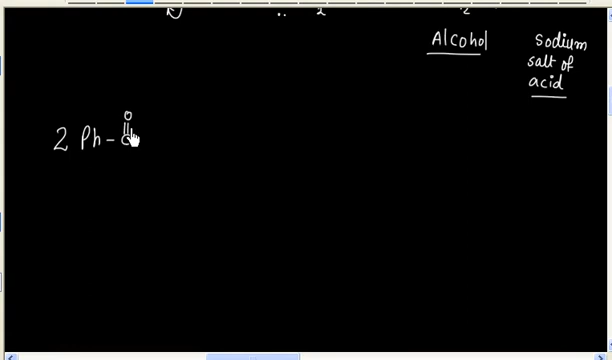 Alcohol
Sodium
salt of
acid
O
2 Ph - C